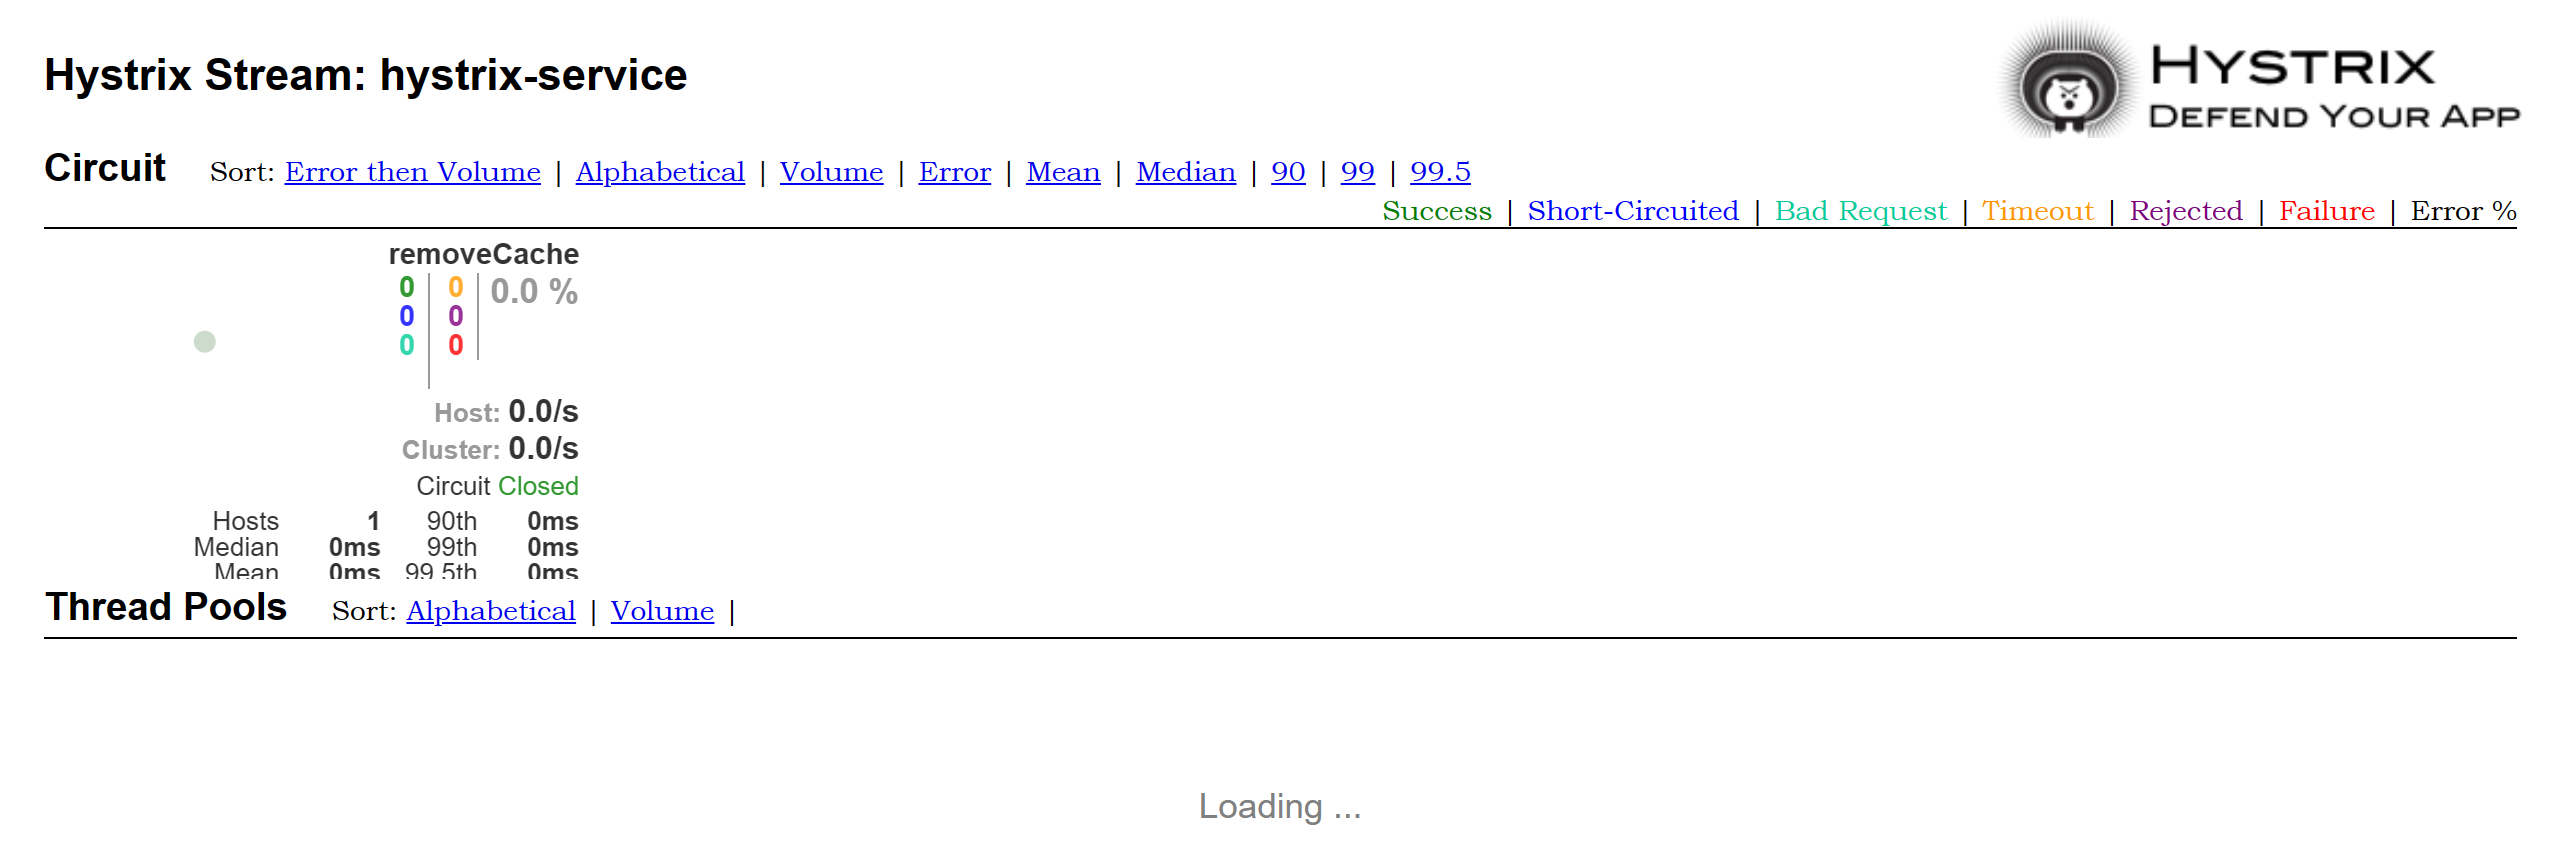 Hystrix Stream: hystrix-service
HYSTRIX
DEFEND YOUR APP
Circuit Sort: Error then Volume | Alphabetical | Volume | Error | Mean | Median | 90 | 99 | 99.5
Success | Short-Circuited | Bad Request | Timeout | Rejected | Failure | Error %
removeCache
0 0 0.0 %
0 0
0 0
Host: 0.0/s
Cluster: 0.0/s
Circuit Closed
Hosts 1 90th 0ms
Median 0ms 99th 0ms
Mean 0ms 99.5th 0ms
Thread Pools Sort: Alphabetical | Volume |
Loading ...